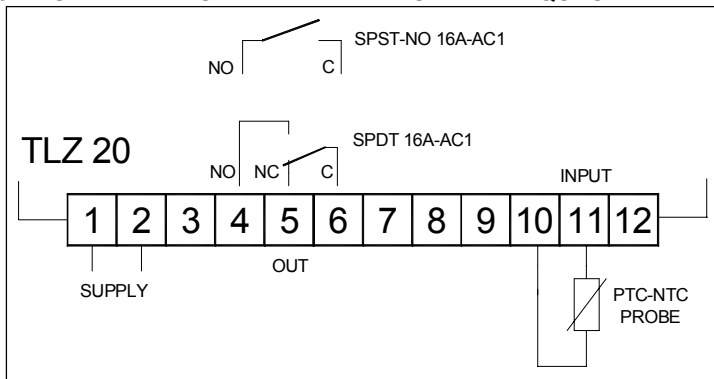 SPST-NO 16A-AC1
NO C
SPDT 16A-AC1
TLZ 20
NO NC C
INPUT
1 2 3 4 5 6 7 8 9 10 11 12
OUT
SUPPLY
PTC-NTC
PROBE